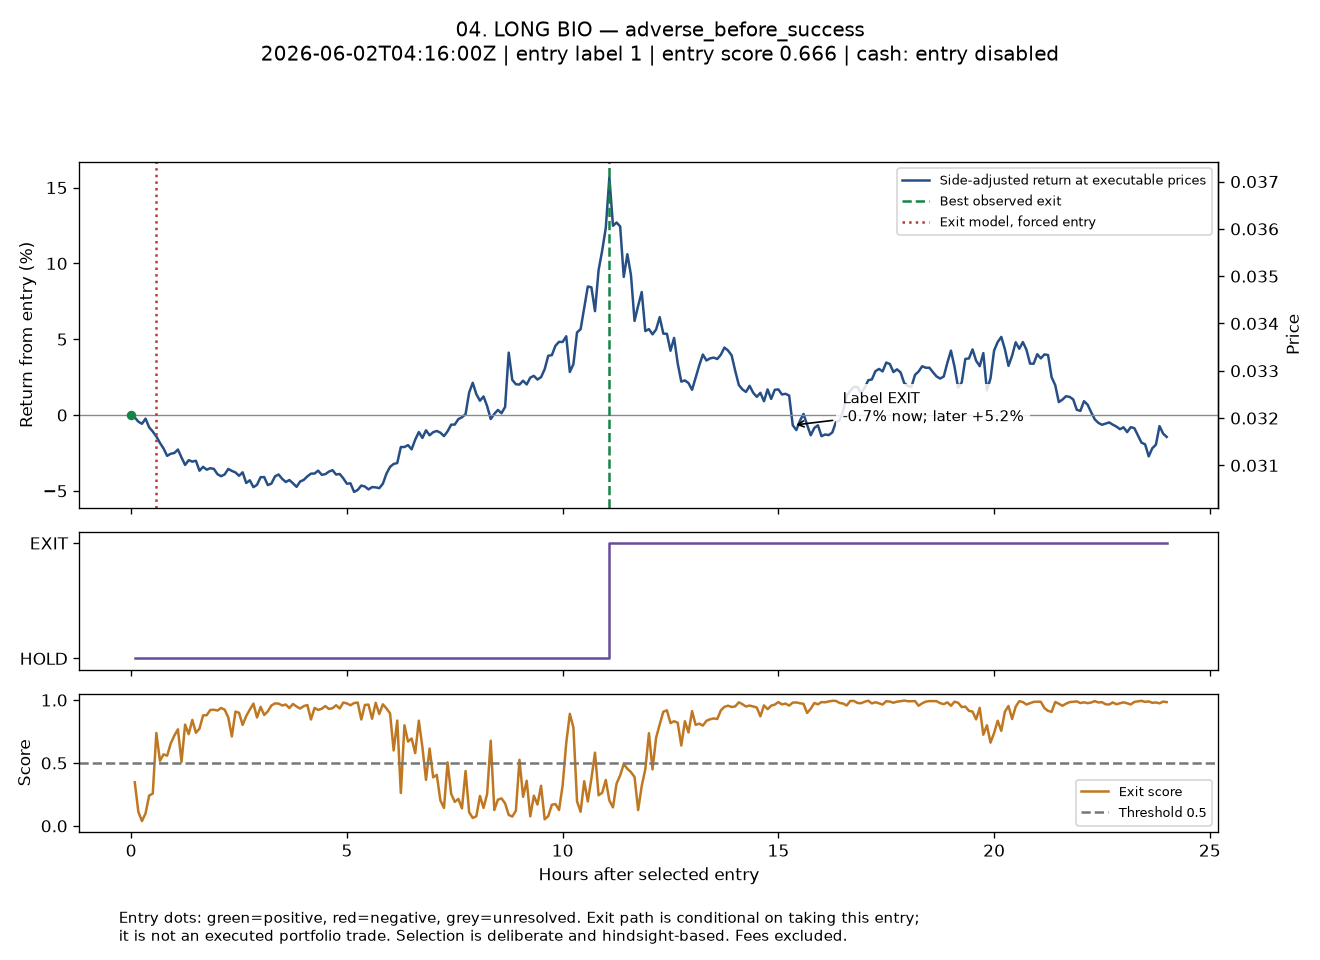 04. LONG BIO — adverse_before_success
2026-06-02T04:16:00Z | entry label 1 | entry score 0.666 | cash: entry disabled
Return from entry (%)
15
10
5
0
−5
Side-adjusted return at executable prices
Best observed exit
Exit model, forced entry
Label EXIT
-0.7% now; later +5.2%
0.037
0.036
0.035
0.034
0.033
0.032
0.031
Price
EXIT
HOLD
Score
1.0
0.5
0.0
Exit score
Threshold 0.5
0
5
10
15
20
25
Hours after selected entry
Entry dots: green=positive, red=negative, grey=unresolved. Exit path is conditional on taking this entry;
it is not an executed portfolio trade. Selection is deliberate and hindsight-based. Fees excluded.